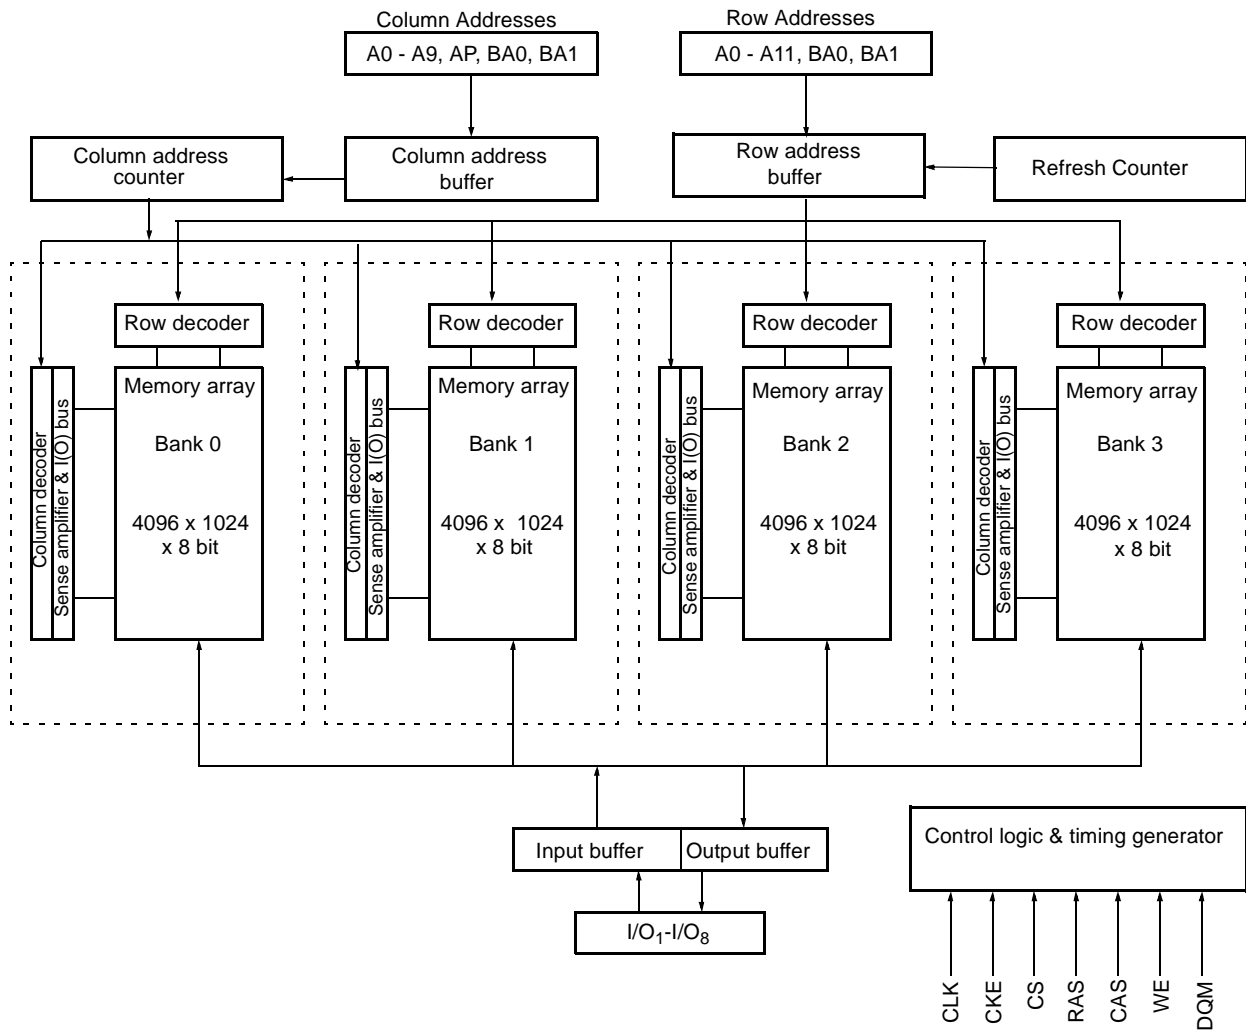 Column Addresses
A0 - A9, AP, BA0, BA1
Row Addresses
A0 - A11, BA0, BA1
Column address
counter
Column address
buffer
Row address
buffer
Refresh Counter
Row decoder
Row decoder
Row decoder
Row decoder
Column decoder
Sense amplifier & I(O) bus
Memory array
Bank 0
4096 x 1024
x 8 bit
Column decoder
Sense amplifier & I(O) bus
Memory array
Bank 1
4096 x 1024
x 8 bit
Column decoder
Sense amplifier & I(O) bus
Memory array
Bank 2
4096 x 1024
x 8 bit
Column decoder
Sense amplifier & I(O) bus
Memory array
Bank 3
4096 x 1024
x 8 bit
Input buffer
Output buffer
I/O1-I/O8
Control logic & timing generator
CLK
CKE
CS
RAS
CAS
WE
DQM